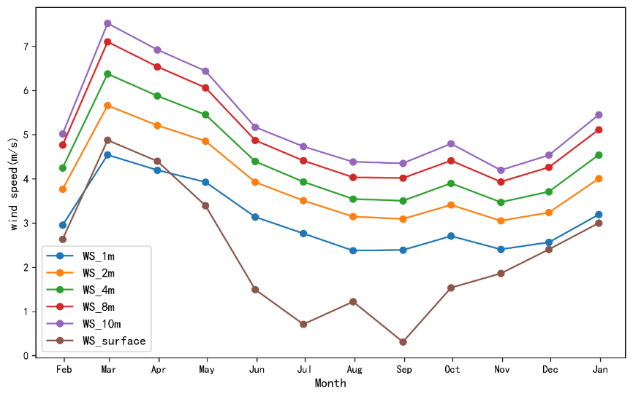 wind speed(m/s)
7
6
5
4
3
2
1
0
WS_1m
WS_2m
WS_4m
WS_8m
WS_10m
WS_surface
Feb Mar Apr May Jun Jul Aug Sep Oct Nov Dec Jan
Month